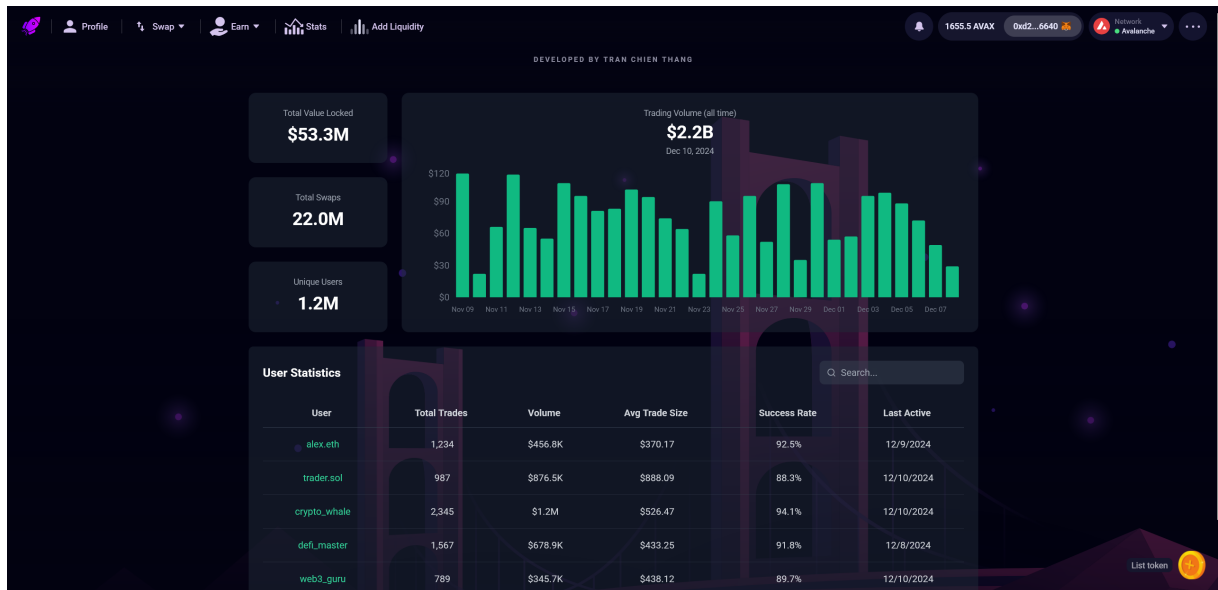 Profile
Swap
Earn
Stats
Add Liquidity
1655.5 AVAX
0xd2...6640
Network
Avalanche
...
DEVELOPED BY TRAN CHIEN THANG
Total Value Locked
$53.3M
Total Swaps
22.0M
Unique Users
1.2M
Trading Volume (all time)
$2.2B
Dec 10, 2024
$120
$90
$60
$30
$0
Nov 09 Nov 11 Nov 13 Nov 15 Nov 17 Nov 19 Nov 21 Nov 23 Nov 25 Nov 27 Nov 29 Dec 01 Dec 03 Dec 05 Dec 07
User Statistics
Search...
User Total Trades Volume Avg Trade Size Success Rate Last Active
alex.eth 1,234 $456.8K $370.17 92.5% 12/9/2024
trader.sol 987 $876.5K $888.09 88.3% 12/10/2024
crypto_whale 2,345 $1.2M $526.47 94.1% 12/10/2024
defi_master 1,567 $678.9K $433.25 91.8% 12/8/2024
web3_guru 789 $345.7K $438.12 89.7% 12/10/2024
List token